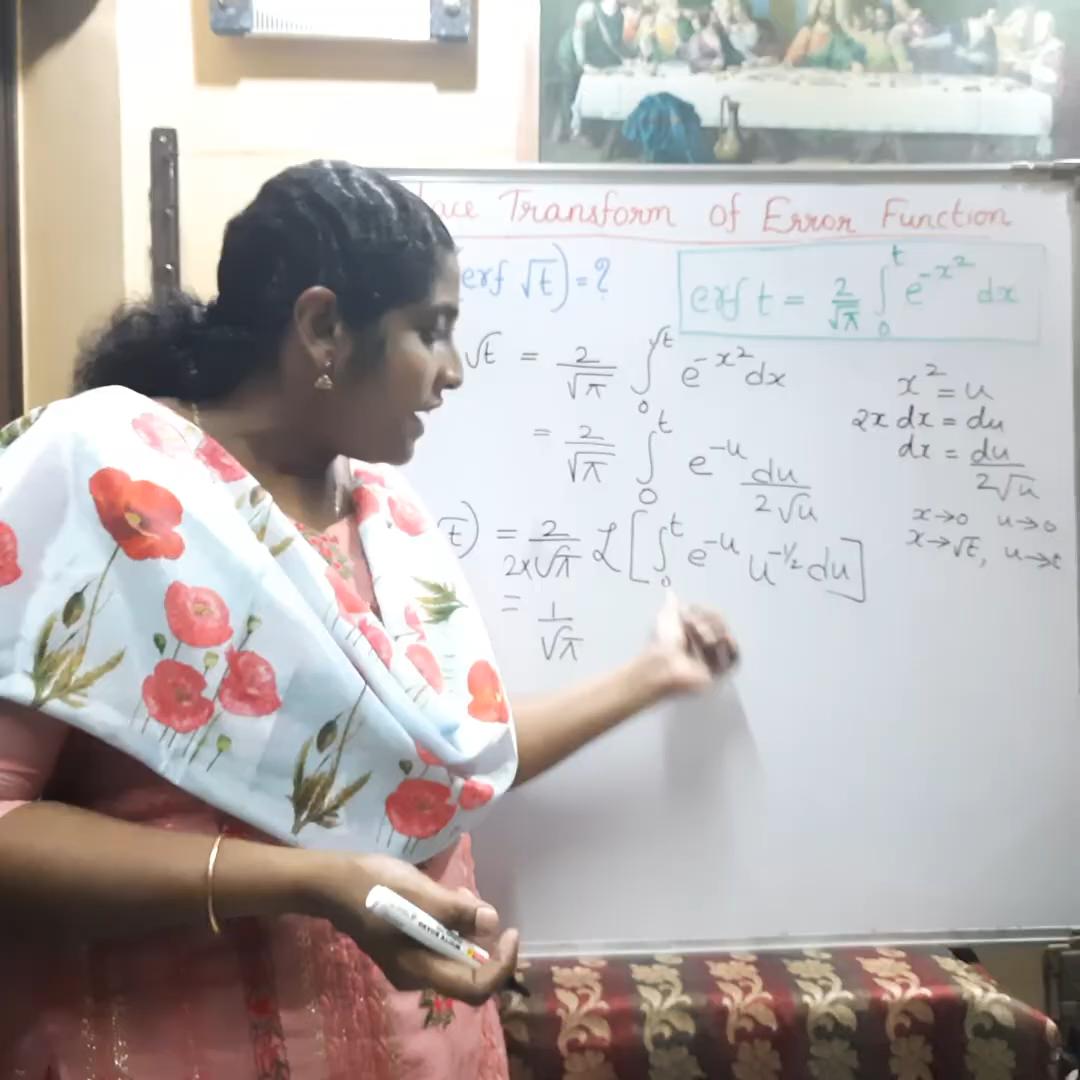 Transform of Error Function
erf √t) = ?
erf t = 2/√π ∫₀ᵗ e^-x² dx
√t = 2/√π ∫₀^√t e^-x² dx
= 2/√π ∫₀ᵗ e^-u du/2√u
x² = u
2x dx = du
dx = du/2√u
x→0 u→0
x→√t, u→t
t) = 2/2×√π L[∫₀ᵗ e^-u u^-1/2 du]
= 1/√π